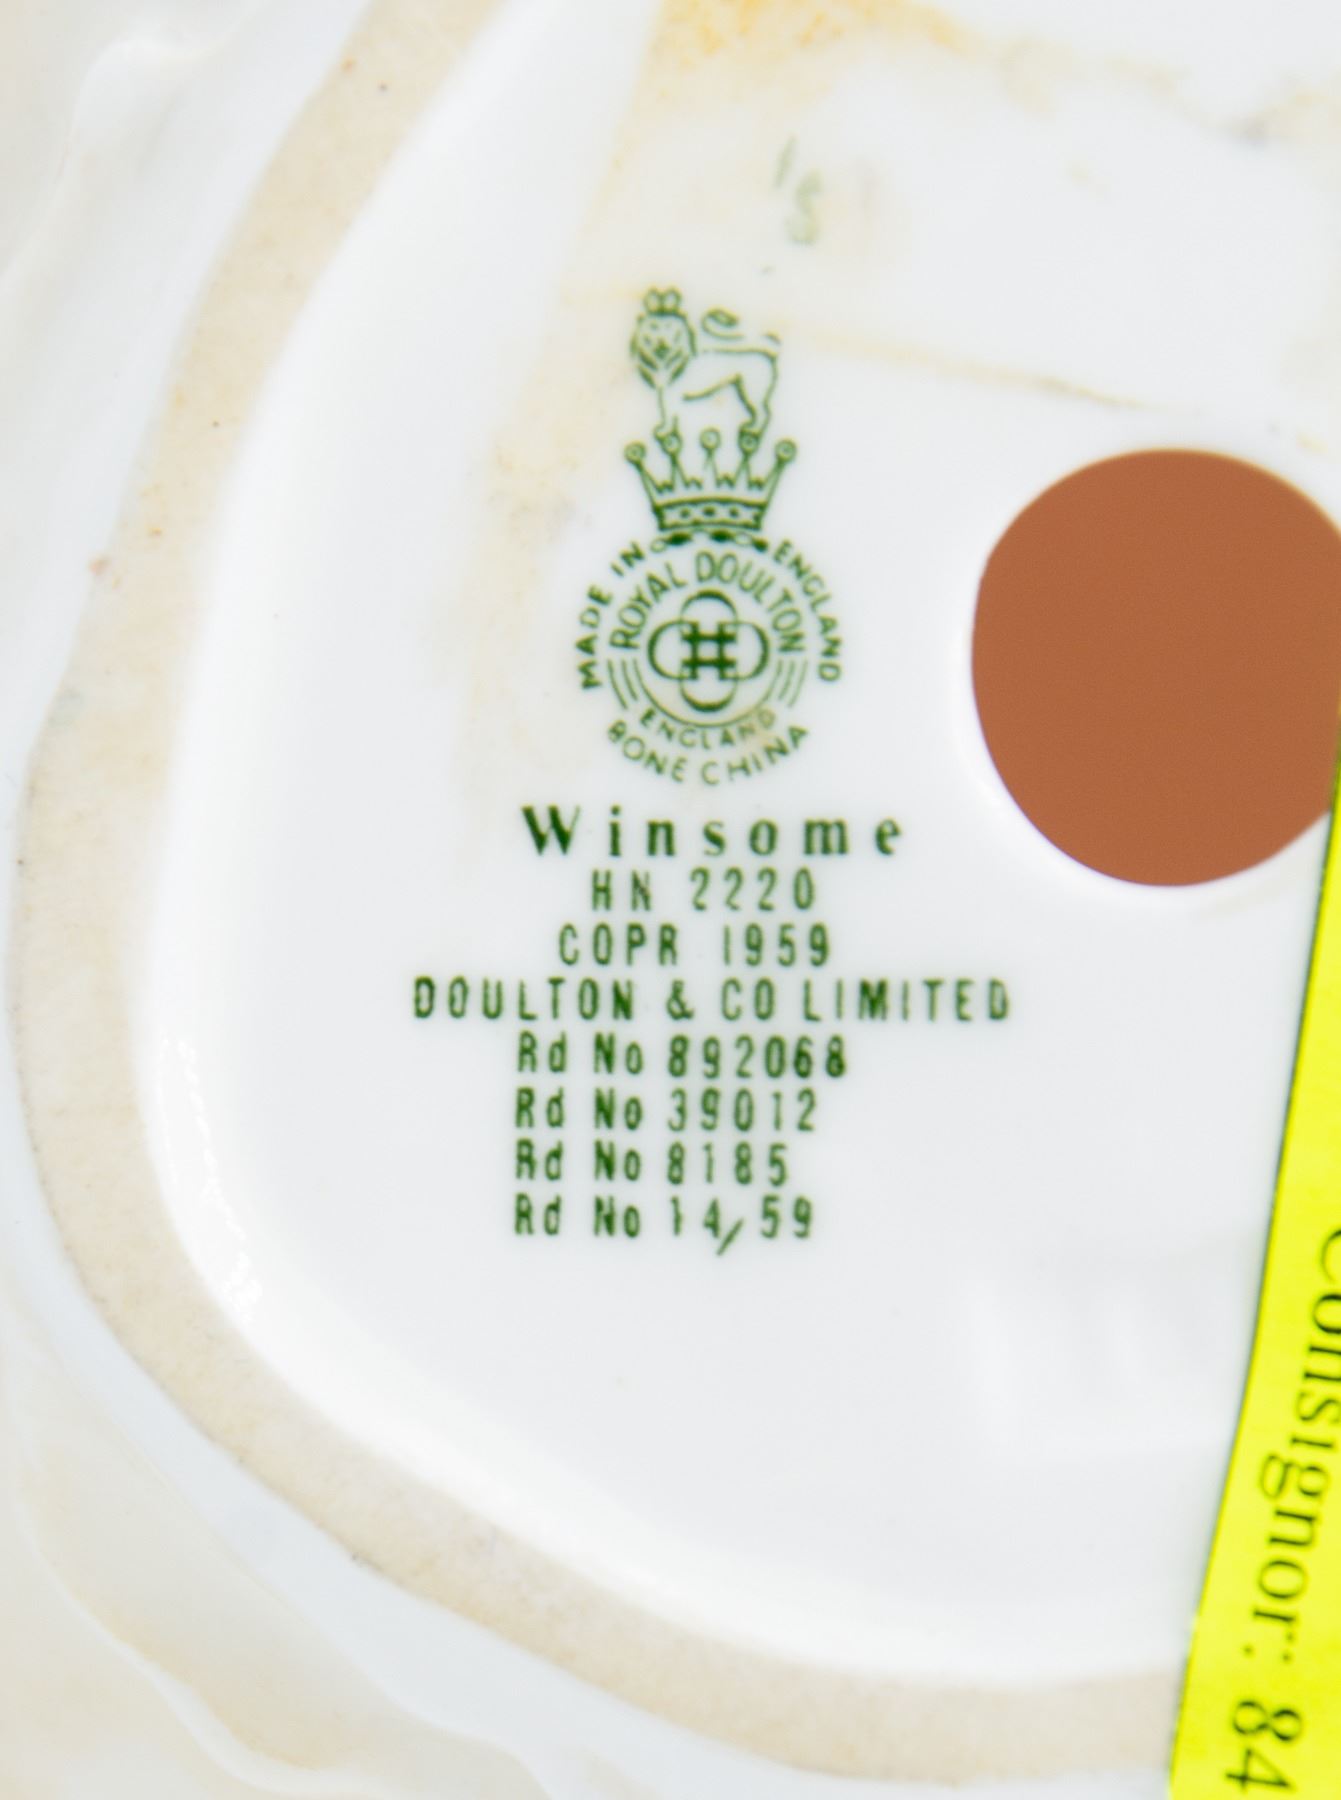 MADE IN ENGLAND
ROYAL DOULTON
ENGLAND
BONE CHINA
Winsome
HN 2220
COPR 1959
DOULTON & CO LIMITED
Rd No 892068
Rd No 39012
Rd No 8185
Rd No 14/59
Consignor: 84